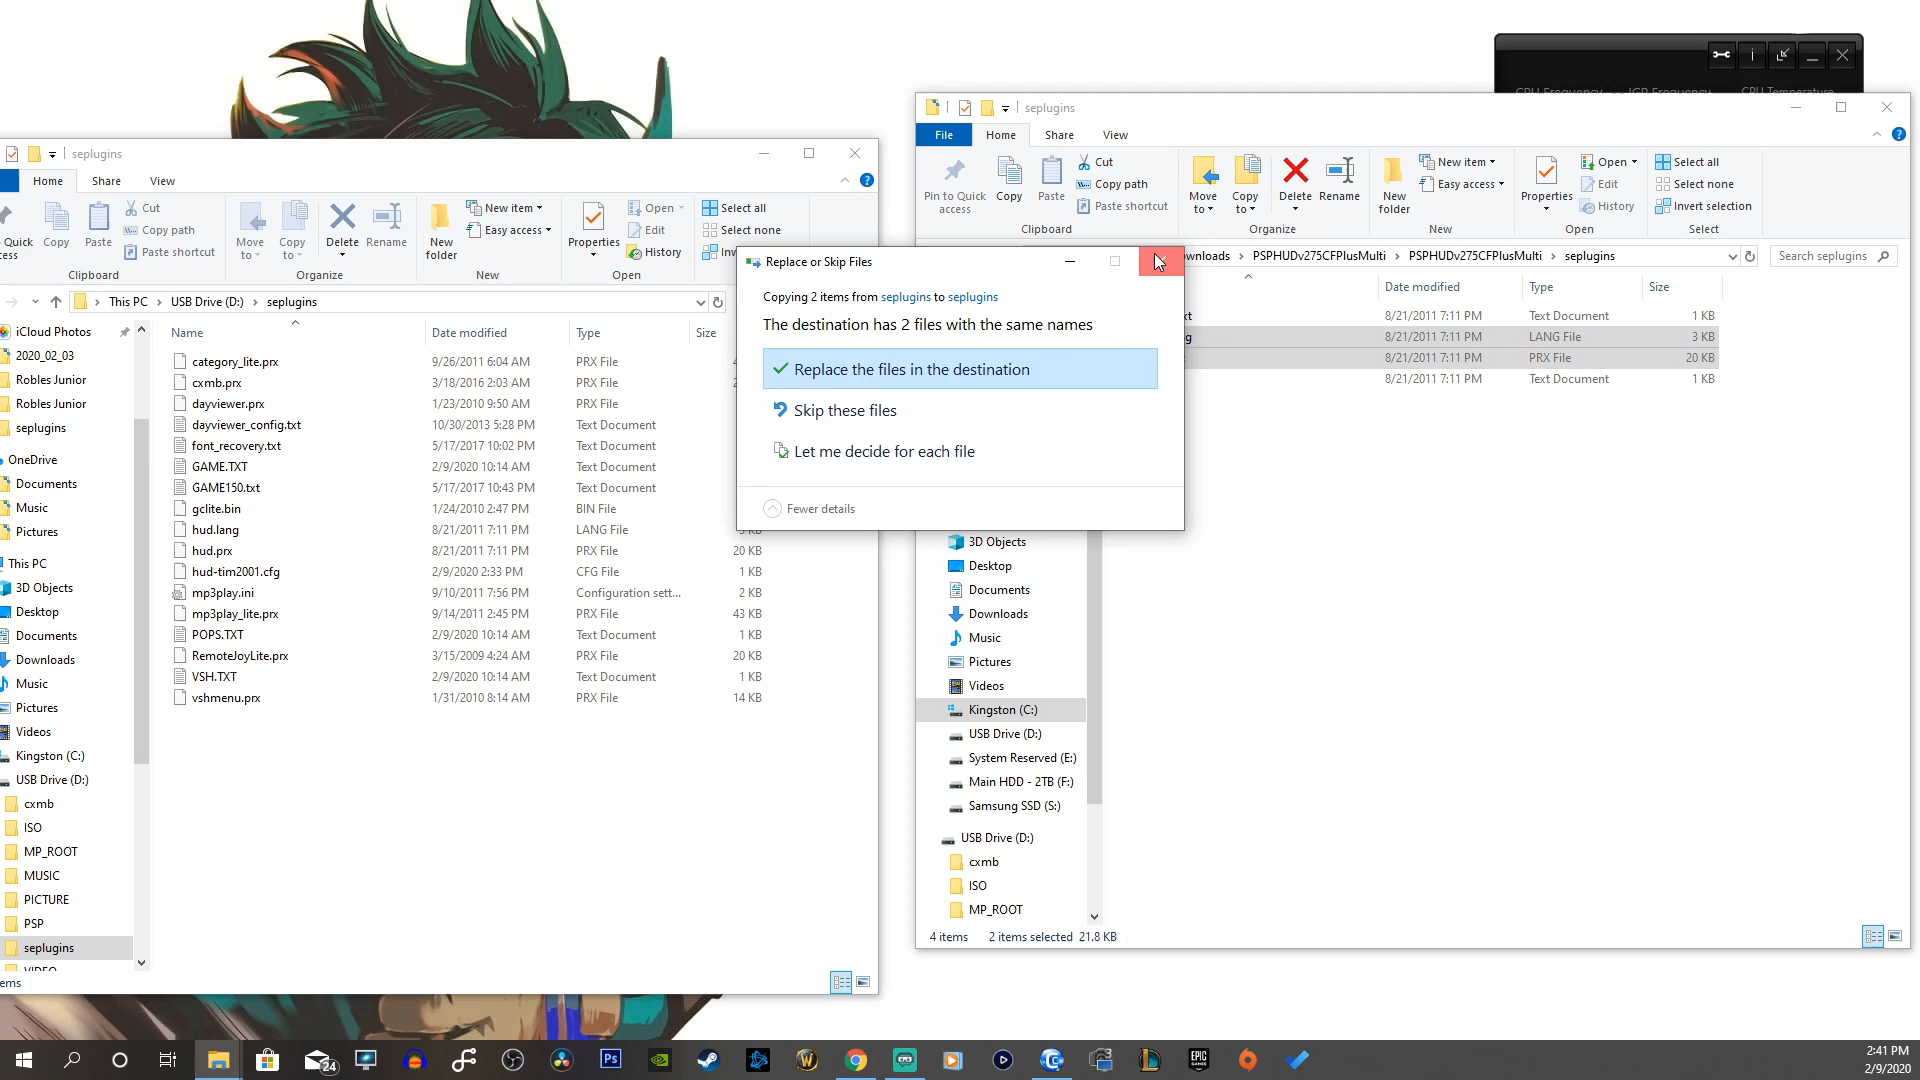 seplugins
Home
Share
View
Cut
Copy path
Paste shortcut
Copy
Paste
Clipboard
Move to
Copy to
Delete
Rename
Organize
New folder
New item
Easy access
New
Properties
Open
Edit
History
Open
Select all
Select none
This PC > USB Drive (D:) > seplugins
Name
Date modified
Type
Size
category_lite.prx 9/26/2011 6:04 AM PRX File
cxmb.prx 3/18/2016 2:03 AM PRX File
dayviewer.prx 1/23/2010 9:50 AM PRX File
dayviewer_config.txt 10/30/2013 5:28 PM Text Document
font_recovery.txt 5/17/2017 10:02 PM Text Document
GAME.TXT 2/9/2020 10:14 AM Text Document
GAME150.txt 5/17/2017 10:43 PM Text Document
gclite.bin 1/24/2010 2:47 PM BIN File
hud.lang 8/21/2011 7:11 PM LANG File
hud.prx 8/21/2011 7:11 PM PRX File 20 KB
hud-tim2001.cfg 2/9/2020 2:33 PM CFG File 1 KB
mp3play.ini 9/10/2011 7:56 PM Configuration sett... 2 KB
mp3play_lite.prx 9/14/2011 2:45 PM PRX File 43 KB
POPS.TXT 2/9/2020 10:14 AM Text Document 1 KB
RemoteJoyLite.prx 3/15/2009 4:24 AM PRX File 20 KB
VSH.TXT 2/9/2020 10:14 AM Text Document 1 KB
vshmenu.prx 1/31/2010 8:14 AM PRX File 14 KB
iCloud Photos
2020_02_03
Robles Junior
Robles Junior
seplugins
OneDrive
Documents
Music
Pictures
This PC
3D Objects
Desktop
Documents
Downloads
Music
Pictures
Videos
Kingston (C:)
USB Drive (D:)
cxmb
ISO
MP_ROOT
MUSIC
PICTURE
PSP
seplugins
Replace or Skip Files
Copying 2 items from seplugins to seplugins
The destination has 2 files with the same names
Replace the files in the destination
Skip these files
Let me decide for each file
Fewer details
seplugins
File
Home
Share
View
Pin to Quick access
Copy
Paste
Cut
Copy path
Paste shortcut
Clipboard
Move to
Copy to
Delete
Rename
Organize
New folder
New item
Easy access
New
Properties
Open
Edit
History
Open
Select all
Select none
Invert selection
Select
PSPHUDv275CFPlusMulti > PSPHUDv275CFPlusMulti > seplugins
Search seplugins
Date modified
Type
Size
8/21/2011 7:11 PM Text Document 1 KB
8/21/2011 7:11 PM LANG File 3 KB
8/21/2011 7:11 PM PRX File 20 KB
8/21/2011 7:11 PM Text Document 1 KB
3D Objects
Desktop
Documents
Downloads
Music
Pictures
Videos
Kingston (C:)
USB Drive (D:)
System Reserved (E:)
Main HDD - 2TB (F:)
Samsung SSD (S:)
USB Drive (D:)
cxmb
ISO
MP_ROOT
4 items
2 items selected 21.8 KB
24
Ps
EPIC GAMES
2:41 PM
2/9/2020